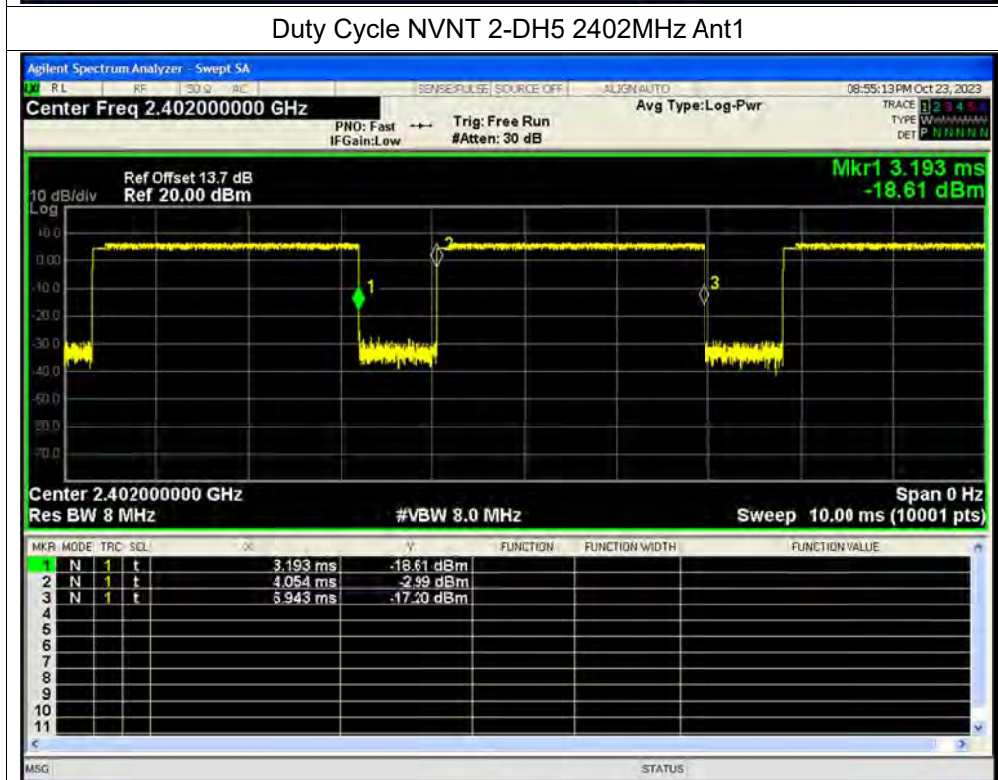 Duty Cycle NVNT 2-DH5 2402MHz Ant1
Agilent Spectrum Analyzer - Swept SA
RL RF 50 Ω AC SENSE:PULSE SOURCE OFF ALIGN AUTO 08:55:13 PM Oct 23, 2023
Center Freq 2.402000000 GHz Avg Type:Log-Pwr TRACE 1 2 3 4 5 6
PNO: Fast Trig: Free Run TYPE
IFGain:Low #Atten: 30 dB DET P N N N N N
Mkr1 3.193 ms
Ref Offset 13.7 dB
10 dB/div Ref 20.00 dBm -18.61 dBm
Log
10.0
0.00
-10.0
-20.0
-30.0
-40.0
-50.0
-60.0
-70.0
1
2
3
Center 2.402000000 GHz Span 0 Hz
Res BW 8 MHz #VBW 8.0 MHz Sweep 10.00 ms (10001 pts)
MKR MODE TRC SCL X Y FUNCTION FUNCTION WIDTH FUNCTION VALUE
1 N 1 t 3.193 ms -18.61 dBm
2 N 1 t 4.054 ms -2.99 dBm
3 N 1 t 6.943 ms -17.20 dBm
4
5
6
7
8
9
10
11
MSG STATUS